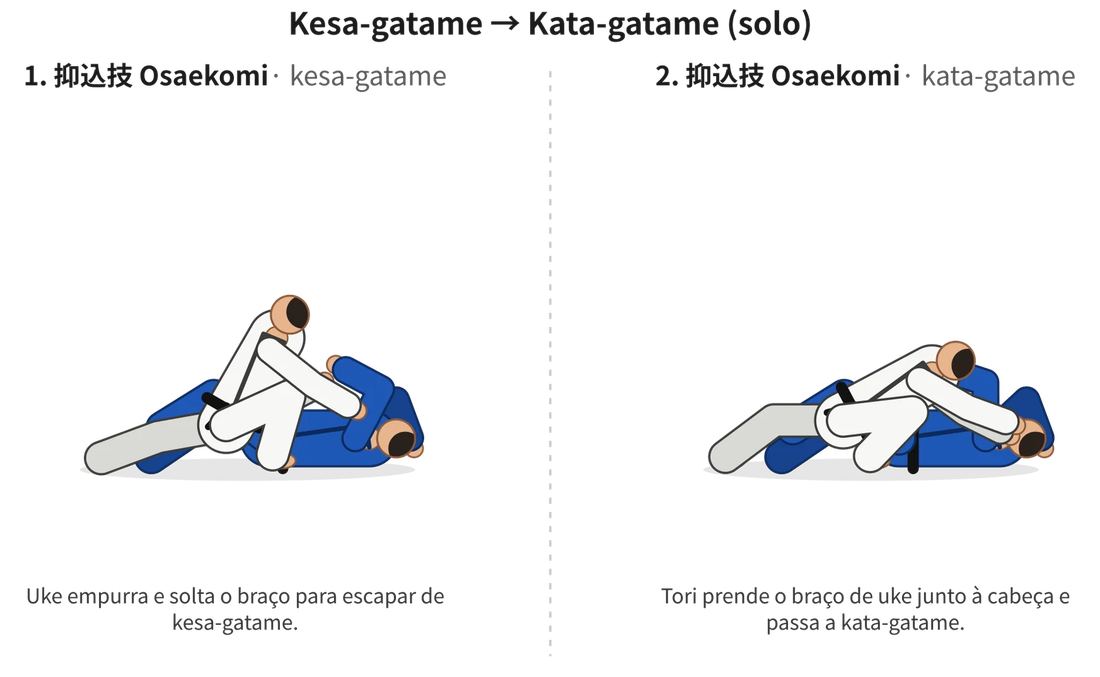 Kesa-gatame → Kata-gatame (solo)
1. 抑込技 Osaekomi · kesa-gatame
2. 抑込技 Osaekomi · kata-gatame
Uke empurra e solta o braço para escapar de
kesa-gatame.
Tori prende o braço de uke junto à cabeça e
passa a kata-gatame.